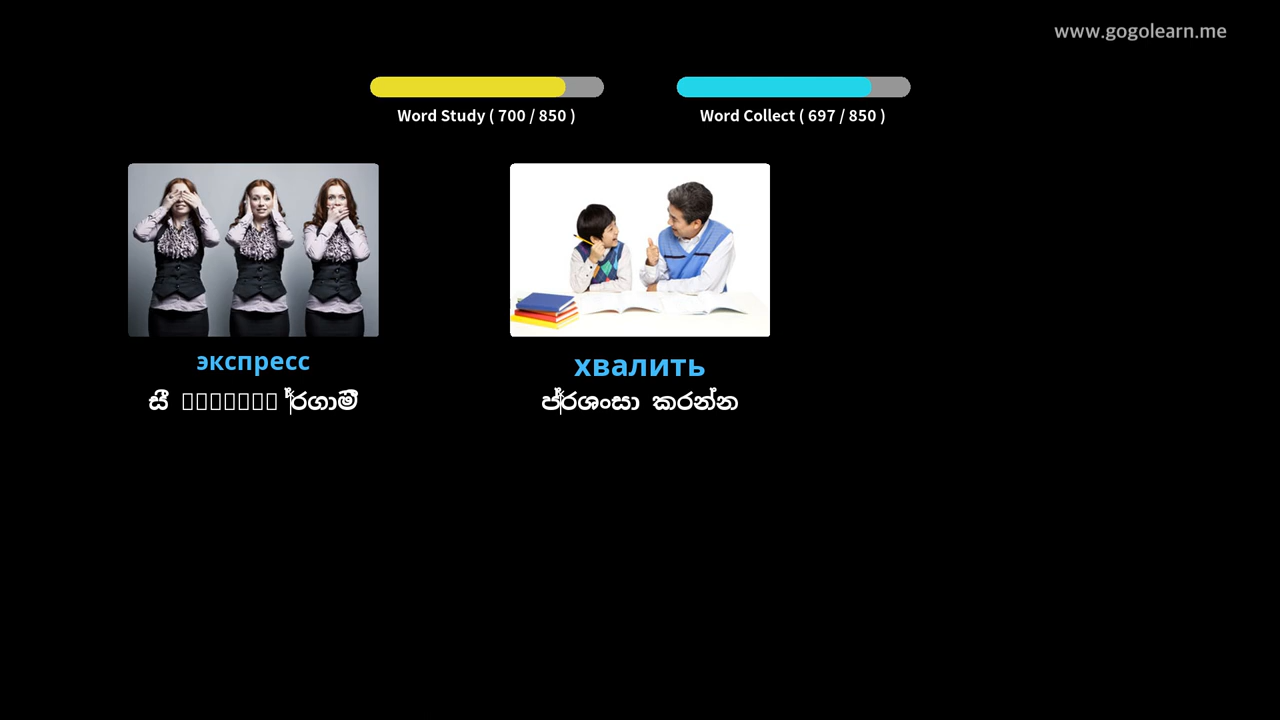 www.gogolearn.me
Word Study ( 700 / 850 )
Word Collect ( 697 / 850 )
экспресс
хвалить
සී
ප්‍රශංසා කරන්න